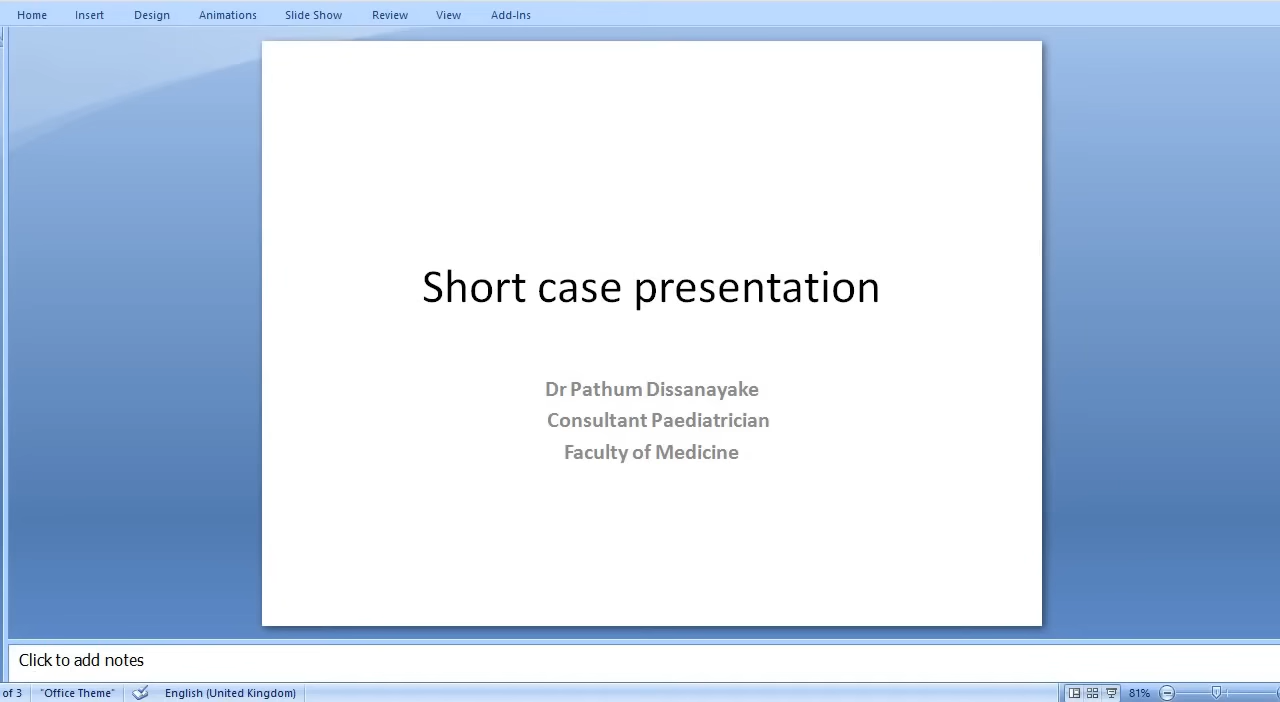 Home Insert Design Animations Slide Show Review View Add-Ins
Short case presentation
Dr Pathum Dissanayake
Consultant Paediatrician
Faculty of Medicine
Click to add notes
of 3 "Office Theme" English (United Kingdom) 81%